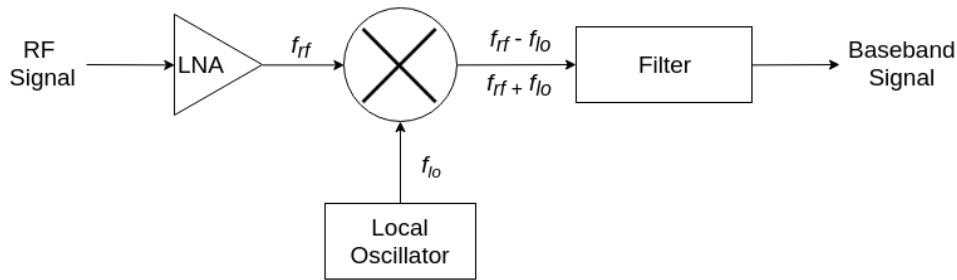 RF
Signal
LNA
f_rf
f_rf - f_lo
f_rf + f_lo
Filter
Baseband
Signal
f_lo
Local
Oscillator